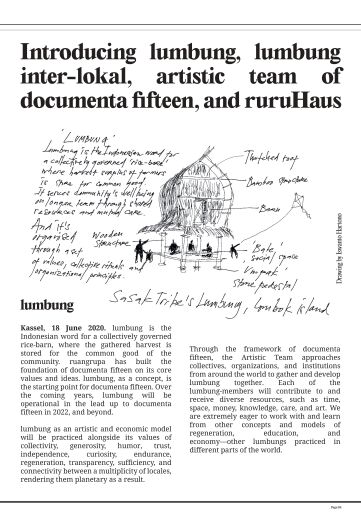 Introducing lumbung, lumbung
inter-lokal, artistic team of
documenta fifteen, and ruruHaus
'LUMBUNG'
Lumbung is the Indonesian word for
a collectively governed 'rice-barn'
where harvest surplus of farmers
is store for common good.
It serves community's wellbeing
on longer term through shared
resources and mutual care.
And it's
organized
through a set
of values, collective rituals and
organizational principles.
Wooden
structure
Thatched roof
Bamboo structure
'Bale',
social space
Stone pedestal
Sasak Tribe's Lumbung, Lombok island
Drawing by Iswanto Hartono
lumbung
Kassel, 18 June 2020. lumbung is the
Indonesian word for a collectively governed
rice-barn, where the gathered harvest is
stored for the common good of the
community. ruangrupa has built the
foundation of documenta fifteen on its core
values and ideas. lumbung, as a concept, is
the starting point for documenta fifteen. Over
the coming years, lumbung will be
operational in the lead up to documenta
fifteen in 2022, and beyond.
lumbung as an artistic and economic model
will be practiced alongside its values of
collectivity, generosity, humor, trust,
independence, curiosity, endurance,
regeneration, transparency, sufficiency, and
connectivity between a multiplicity of locales,
rendering them planetary as a result.
Through the framework of documenta
fifteen, the Artistic Team approaches
collectives, organizations, and institutions
from around the world to gather and develop
lumbung together. Each of the
lumbung-members will contribute to and
receive diverse resources, such as time,
space, money, knowledge, care, and art. We
are extremely eager to work with and learn
from other concepts and models of
regeneration, education, and
economy—other lumbungs practiced in
different parts of the world.